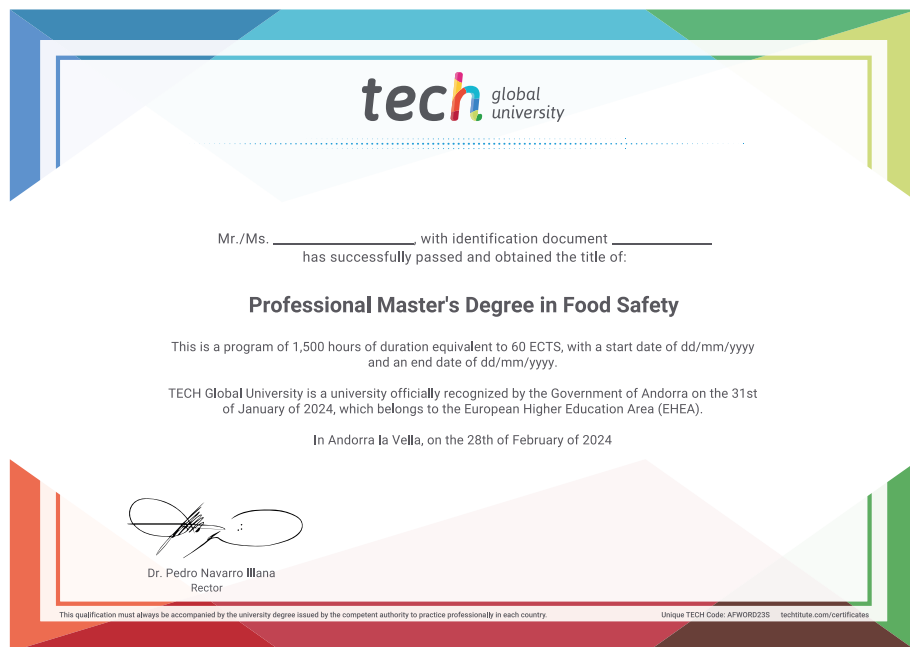 tech global university
Mr./Ms. ______________, with identification document __________
has successfully passed and obtained the title of:
Professional Master's Degree in Food Safety
This is a program of 1,500 hours of duration equivalent to 60 ECTS, with a start date of dd/mm/yyyy
and an end date of dd/mm/yyyy.
TECH Global University is a university officially recognized by the Government of Andorra on the 31st
of January of 2024, which belongs to the European Higher Education Area (EHEA).
In Andorra la Vella, on the 28th of February of 2024
Dr. Pedro Navarro Illana
Rector
This qualification must always be accompanied by the university degree issued by the competent authority to practice professionally in each country.
Unique TECH Code: AFWORD23S techtitute.com/certificates